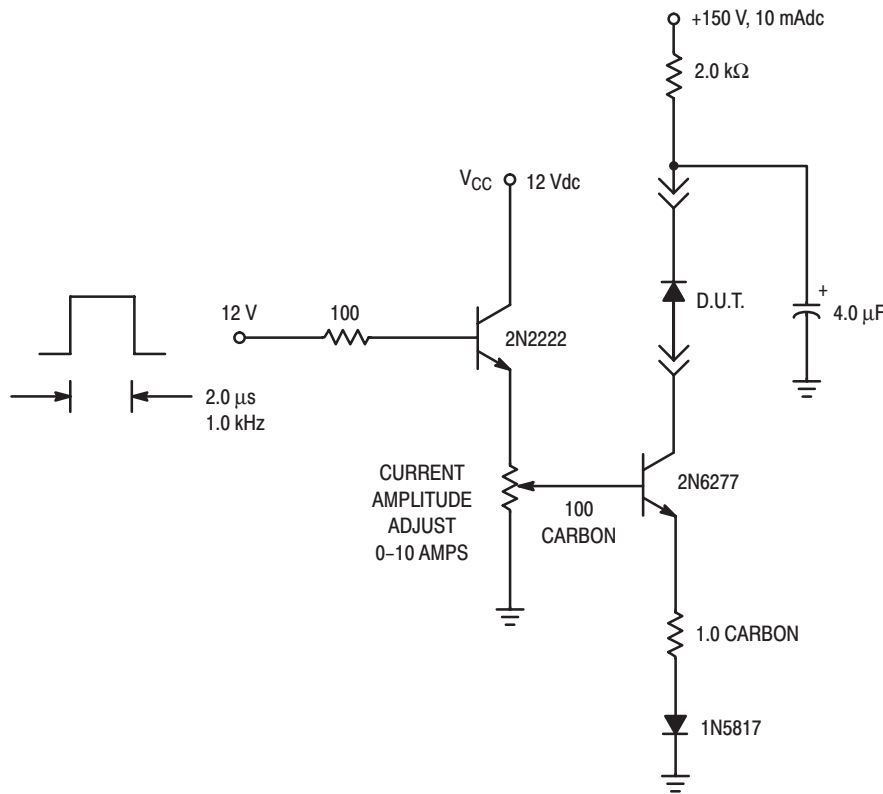 +150 V, 10 mAdc
2.0 kΩ
VCC
12 Vdc
12 V
100
2N2222
D.U.T.
+
4.0 μF
2.0 μs
1.0 kHz
CURRENT
AMPLITUDE
ADJUST
0–10 AMPS
100
CARBON
2N6277
1.0 CARBON
1N5817